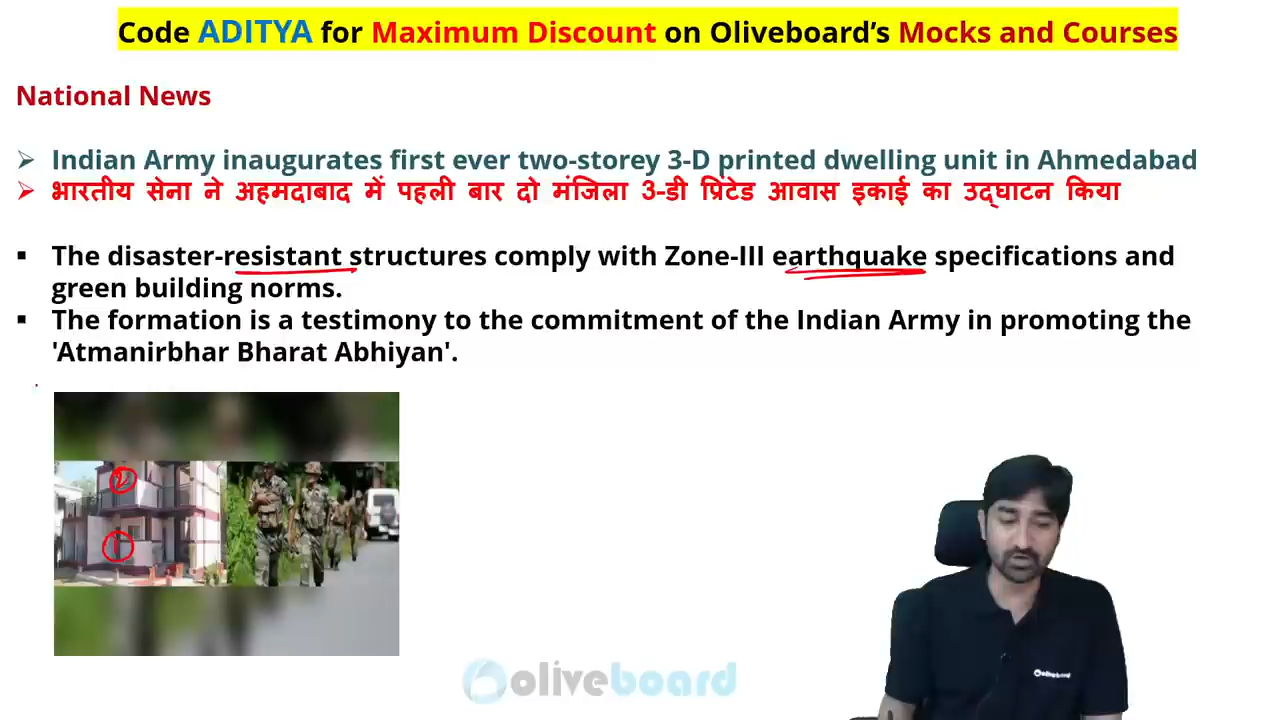 Code ADITYA for Maximum Discount on Oliveboard’s Mocks and Courses
National News
Indian Army inaugurates first ever two-storey 3-D printed dwelling unit in Ahmedabad
भारतीय सेना ने अहमदाबाद में पहली बार दो मंजिला 3-डी प्रिंटेड आवास इकाई का उद्घाटन किया
The disaster-resistant structures comply with Zone-III earthquake specifications and
green building norms.
The formation is a testimony to the commitment of the Indian Army in promoting the
'Atmanirbhar Bharat Abhiyan'.
2
1
oliveboard
oliveboard